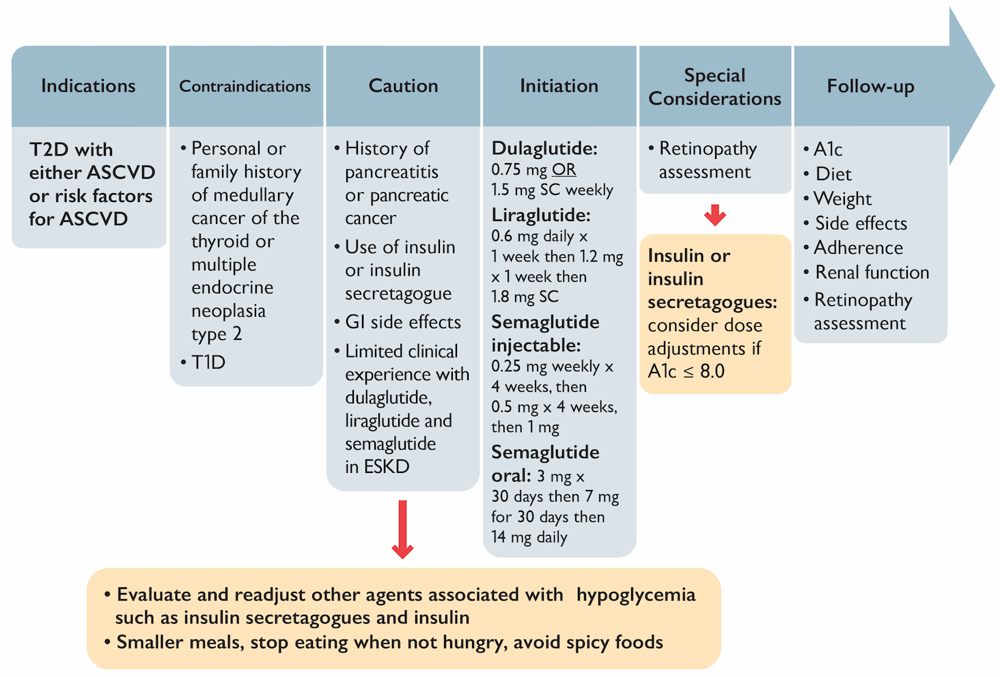 Indications
Contraindications
Caution
Initiation
Special
Considerations
Follow-up
T2D with
either ASCVD
or risk factors
for ASCVD
• Personal or
family history
of medullary
cancer of the
thyroid or
multiple
endocrine
neoplasia
type 2
• T1D
• History of
pancreatitis
or pancreatic
cancer
• Use of insulin
or insulin
secretagogue
• GI side effects
• Limited clinical
experience with
dulaglutide,
liraglutide and
semaglutide
in ESKD
Dulaglutide:
0.75 mg OR
1.5 mg SC weekly
Liraglutide:
0.6 mg daily x
1 week then 1.2 mg
x 1 week then
1.8 mg SC
Semaglutide
injectable:
0.25 mg weekly x
4 weeks, then
0.5 mg x 4 weeks,
then 1 mg
Semaglutide
oral: 3 mg x
30 days then 7 mg
for 30 days then
14 mg daily
• Retinopathy
assessment
Insulin or
insulin
secretagogues:
consider dose
adjustments if
A1c ≤ 8.0
• A1c
• Diet
• Weight
• Side effects
• Adherence
• Renal function
• Retinopathy
assessment
• Evaluate and readjust other agents associated with hypoglycemia
such as insulin secretagogues and insulin
• Smaller meals, stop eating when not hungry, avoid spicy foods